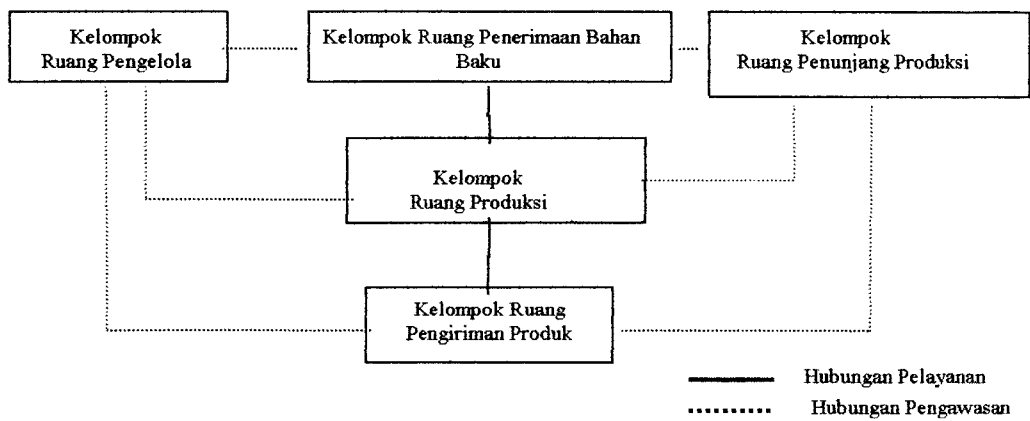 Kelompok
Ruang Pengelola
Kelompok Ruang Penerimaan Bahan
Baku
Kelompok
Ruang Penunjang Produksi
Kelompok
Ruang Produksi
Kelompok Ruang
Pengiriman Produk
Hubungan Pelayanan
Hubungan Pengawasan